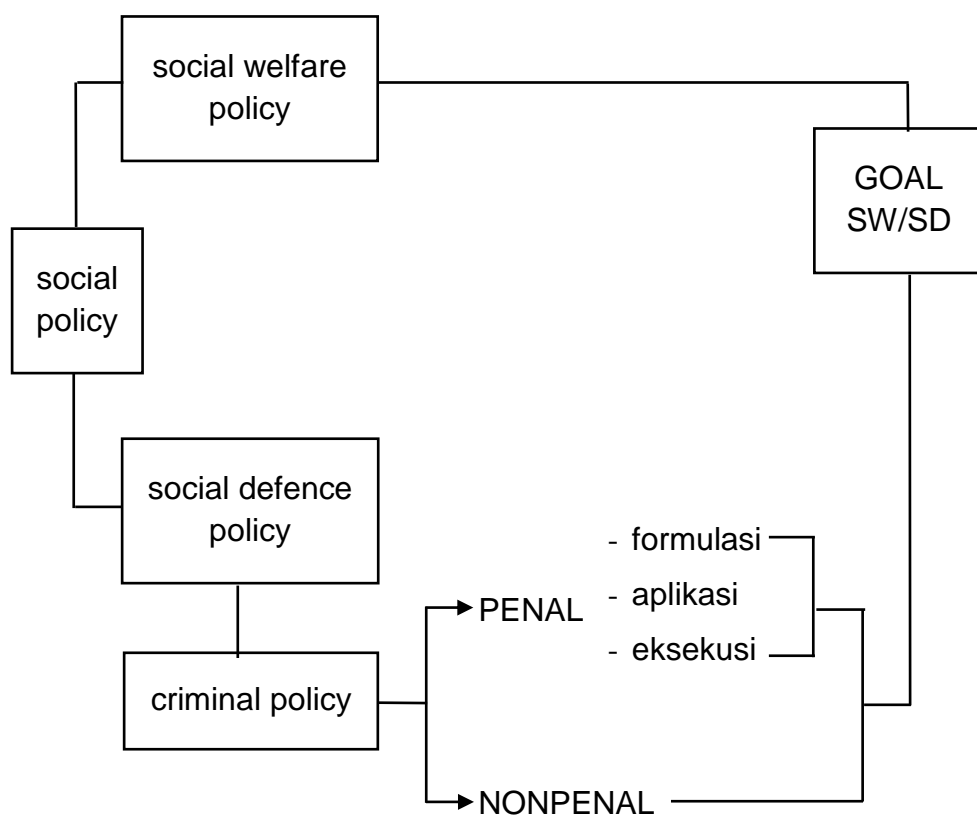 social welfare
policy
GOAL
SW/SD
social
policy
social defence
policy
- formulasi
- aplikasi
- eksekusi
PENAL
criminal policy
NONPENAL